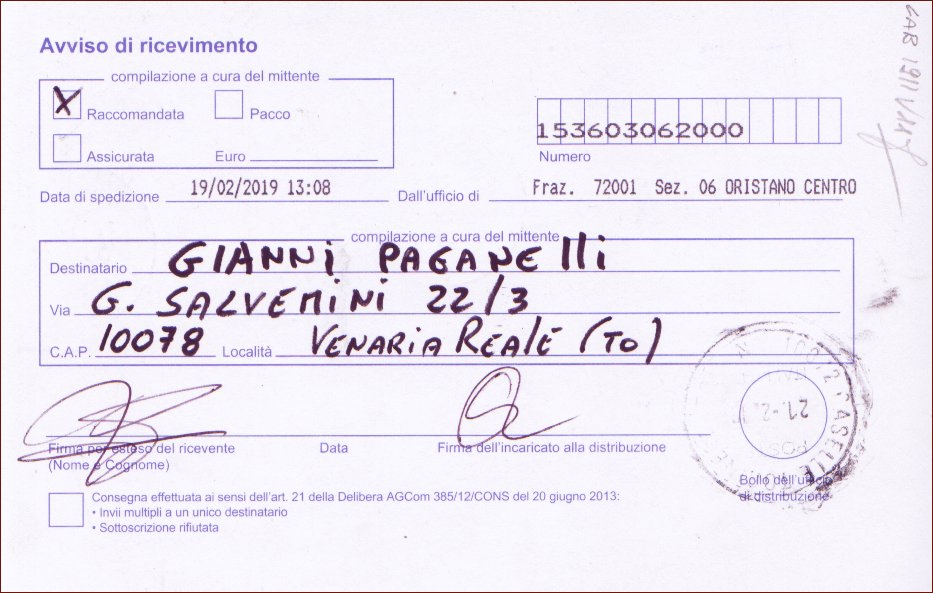 Avviso di ricevimento
compilazione a cura del mittente
Raccomandata Pacco
Assicurata Euro
153603062000
Numero
Data di spedizione 19/02/2019 13:08 Dall'ufficio di Fraz. 72001 Sez. 06 ORISTANO CENTRO
compilazione a cura del mittente
Destinatario GIANNI PAGANElli
Via G. SALVEMINI 22/3
C.A.P. 10078 Località VENARIA REALE (TO)
Firma per esteso del ricevente Data Firma dell'incaricato alla distribuzione
(Nome e Cognome)
Bollo dell'ufficio
di distribuzione
Consegna effettuata ai sensi dell'art. 21 della Delibera AGCom 385/12/CONS del 20 giugno 2013:
• Invii multipli a un unico destinatario
• Sottoscrizione rifiutata